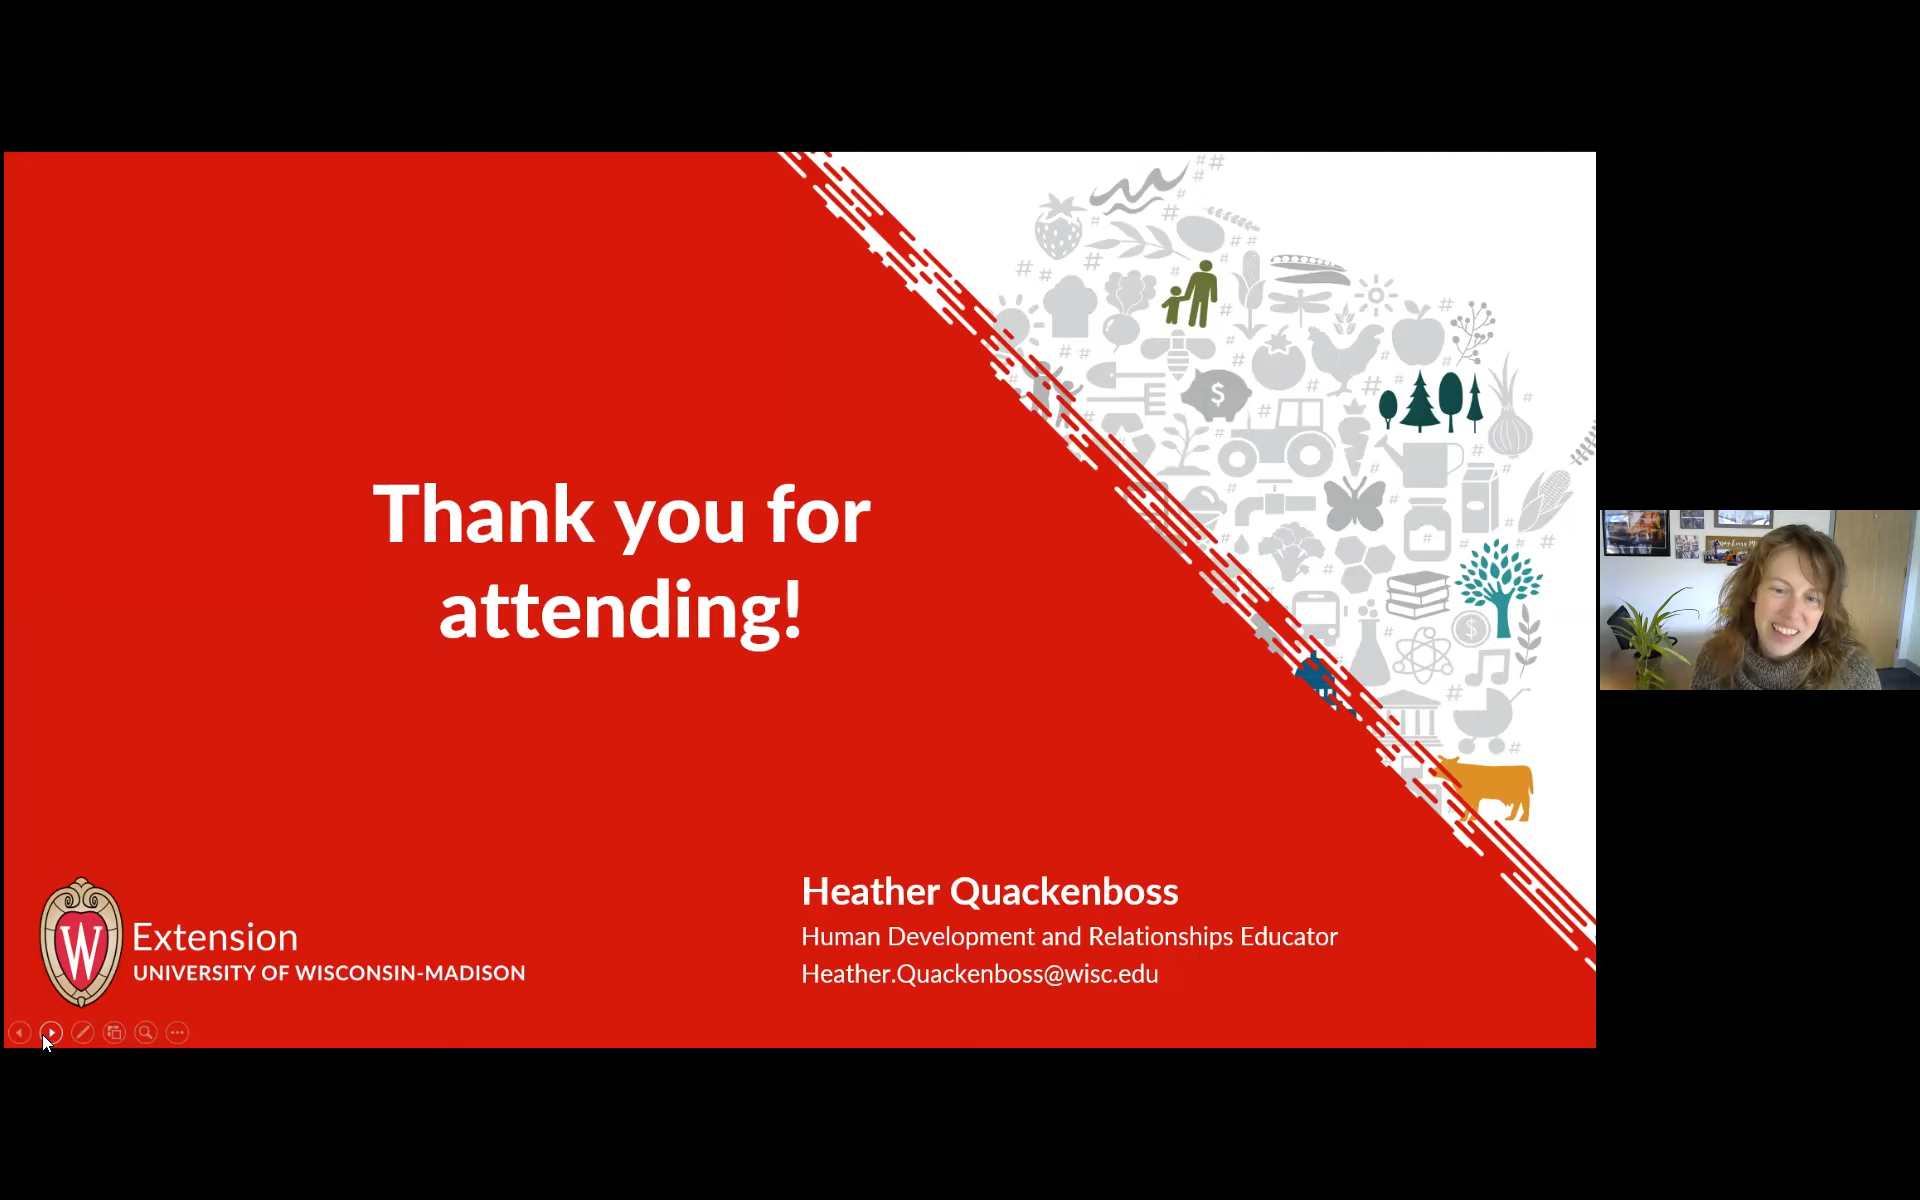 Thank you for
attending!
Heather Quackenboss
Human Development and Relationships Educator
Heather.Quackenboss@wisc.edu
W
Extension
UNIVERSITY OF WISCONSIN-MADISON